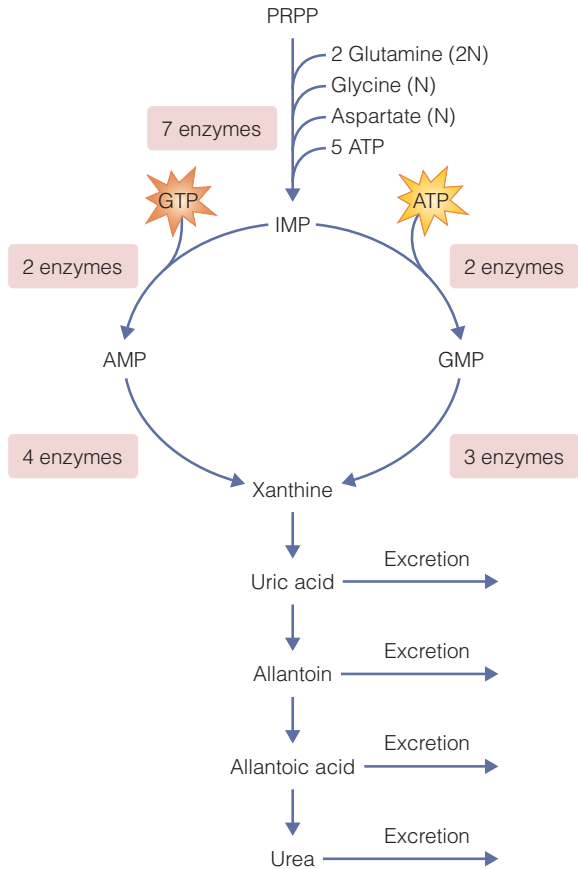 PRPP
2 Glutamine (2N)
Glycine (N)
Aspartate (N)
5 ATP
7 enzymes
GTP
ATP
IMP
2 enzymes
2 enzymes
AMP
GMP
4 enzymes
3 enzymes
Xanthine
Uric acid
Excretion
Allantoin
Excretion
Allantoic acid
Excretion
Urea
Excretion